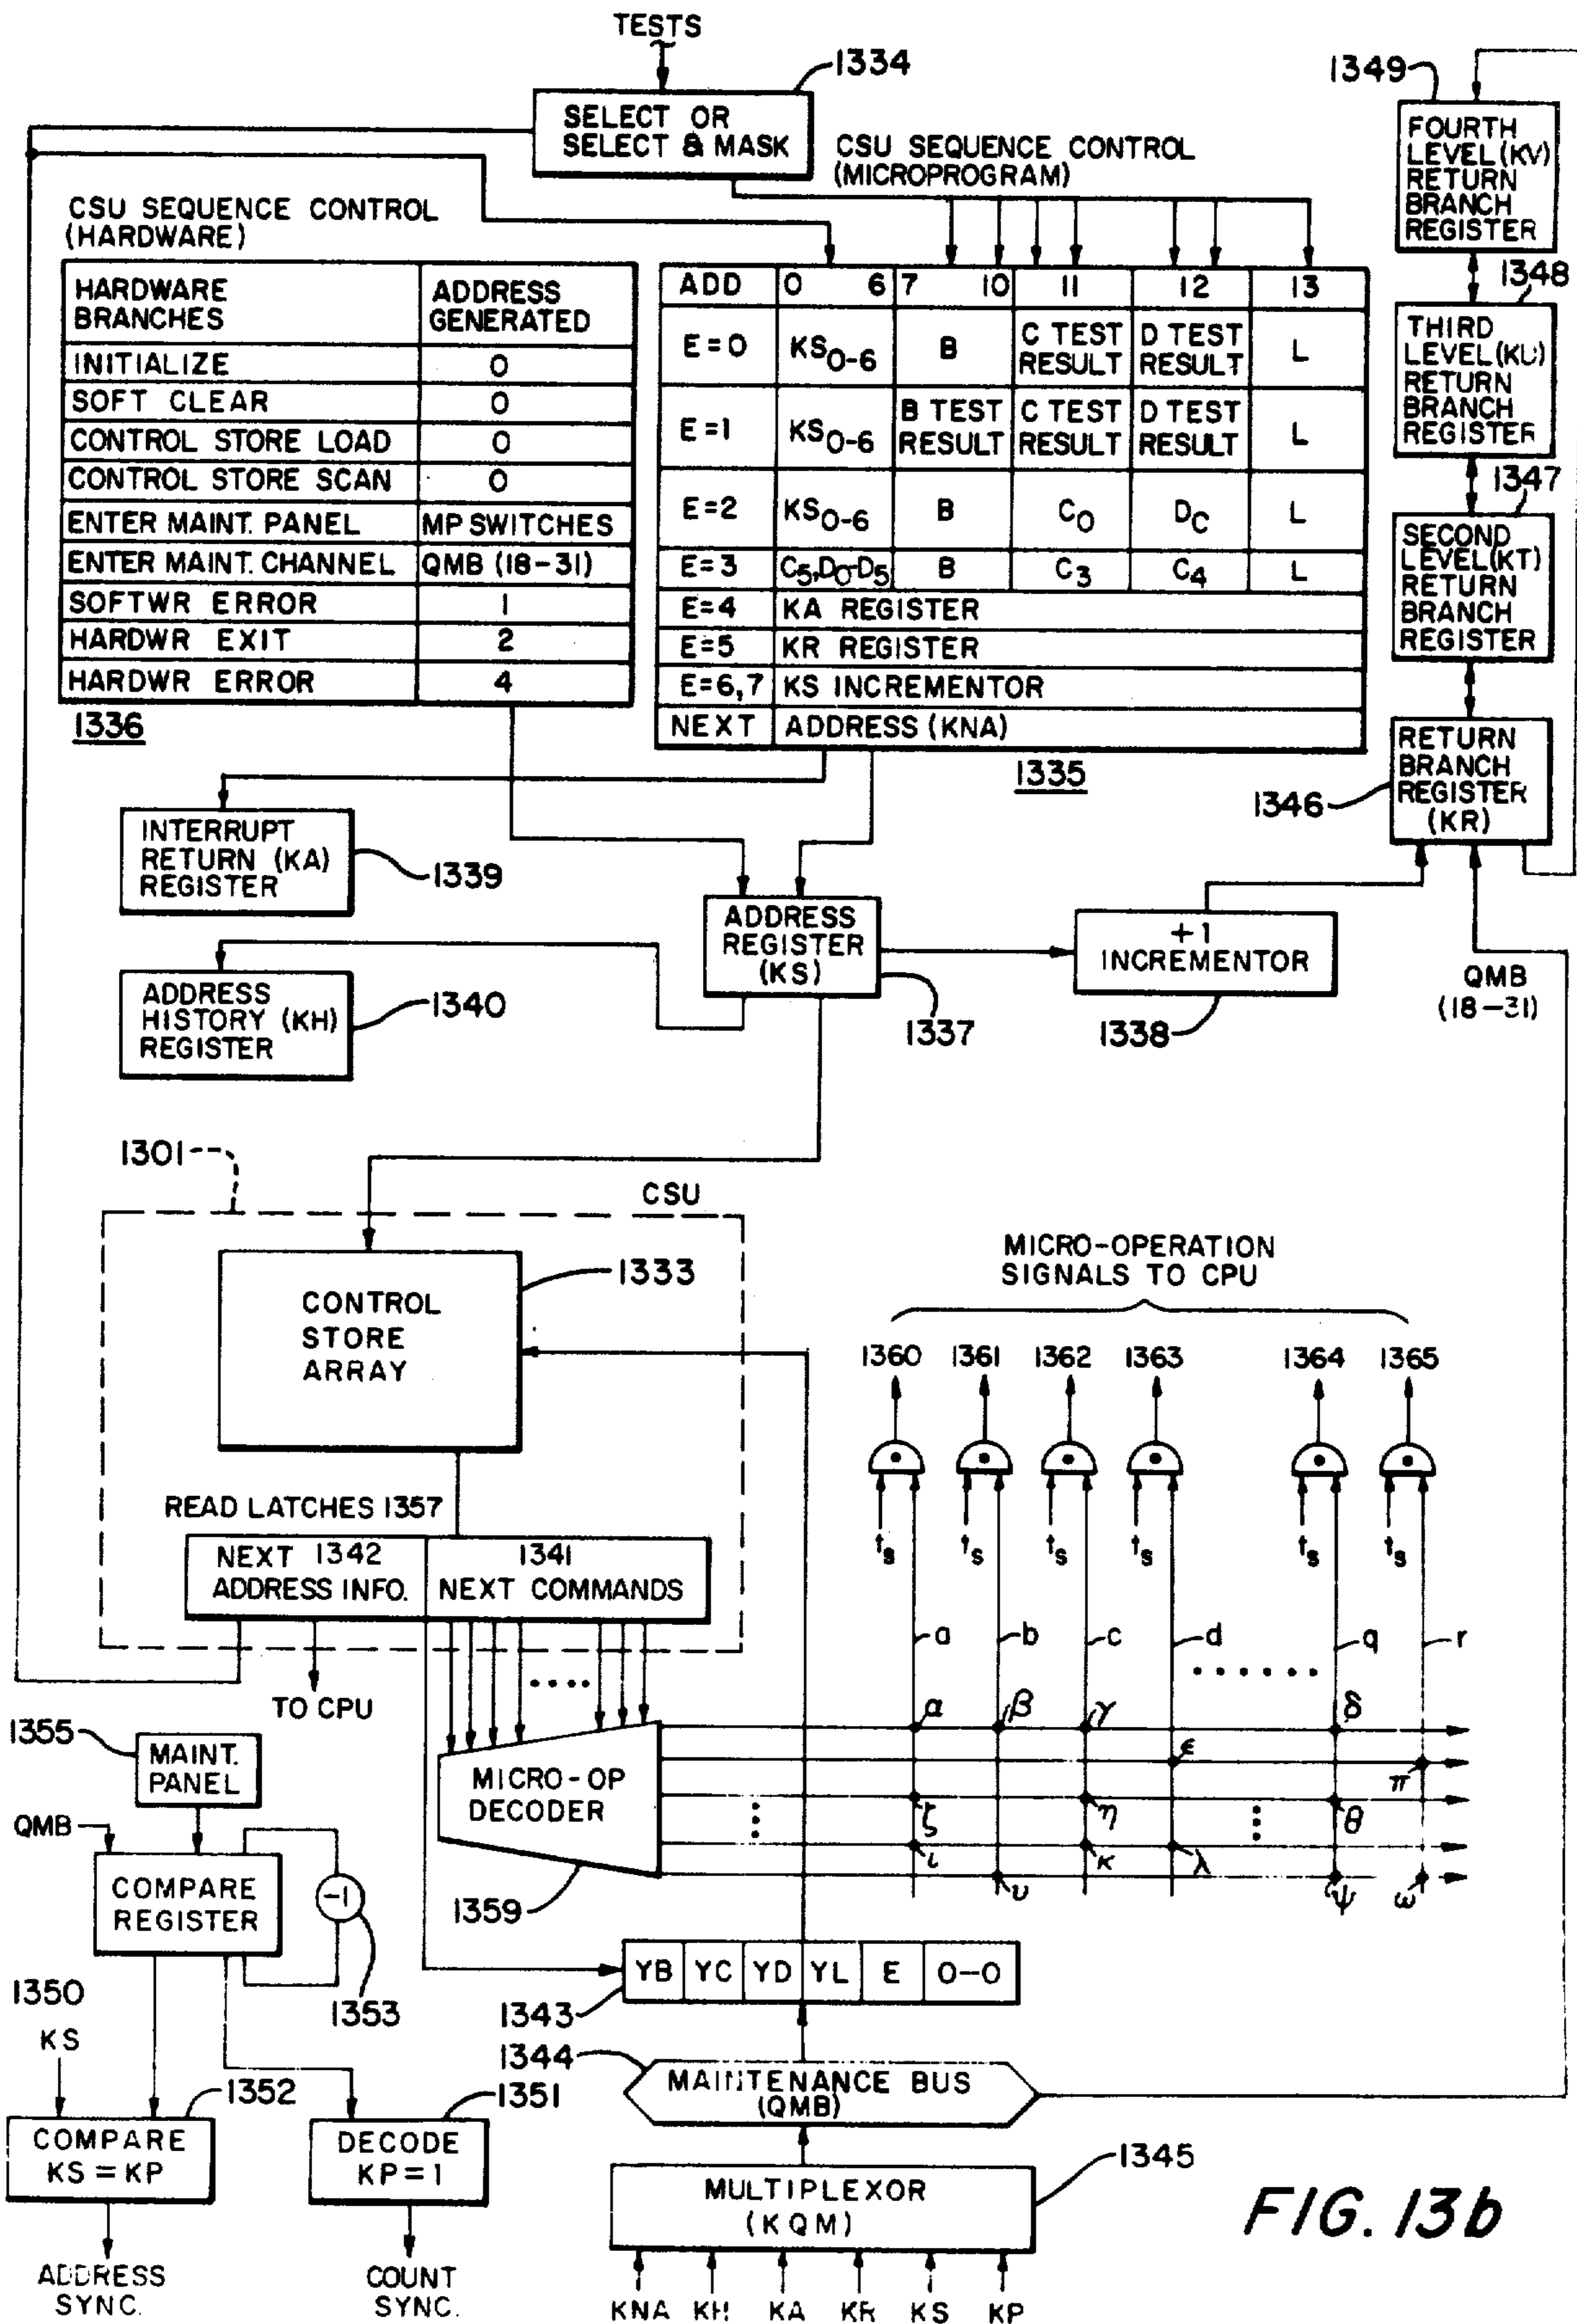 TESTS
1334
SELECT OR
SELECT & MASK
CSU SEQUENCE CONTROL
(MICROPROGRAM)
CSU SEQUENCE CONTROL
(HARDWARE)
HARDWARE BRANCHES ADDRESS GENERATED
INITIALIZE 0
SOFT CLEAR 0
CONTROL STORE LOAD 0
CONTROL STORE SCAN 0
ENTER MAINT. PANEL MP SWITCHES
ENTER MAINT. CHANNEL QMB (18-31)
SOFTWR ERROR 1
HARDWR EXIT 2
HARDWR ERROR 4
1336
ADD 0 6 7 10 11 12 13
E=0 KS0-6 B C TEST RESULT D TEST RESULT L
E=1 KS0-6 B TEST RESULT C TEST RESULT D TEST RESULT L
E=2 KS0-6 B C0 DC L
E=3 C5,D0-D5 B C3 C4 L
E=4 KA REGISTER
E=5 KR REGISTER
E=6,7 KS INCREMENTOR
NEXT ADDRESS (KNA)
1335
1349
FOURTH
LEVEL (KV)
RETURN
BRANCH
REGISTER
1348
THIRD
LEVEL (KU)
RETURN
BRANCH
REGISTER
1347
SECOND
LEVEL (KT)
RETURN
BRANCH
REGISTER
RETURN
BRANCH
REGISTER
(KR)
1346
INTERRUPT
RETURN (KA)
REGISTER
1339
ADDRESS
REGISTER
(KS)
1337
+1
INCREMENTOR
1338
QMB
(18-31)
ADDRESS
HISTORY (KH)
REGISTER
1340
1301
CSU
CONTROL
STORE
ARRAY
1333
READ LATCHES 1357
NEXT 1342
ADDRESS INFO.
1341
NEXT COMMANDS
TO CPU
MICRO-OPERATION
SIGNALS TO CPU
1360 1361 1362 1363 1364 1365
ts ts ts ts ts ts
a b c d q r
α β γ δ
ε π
ζ η θ
ι κ λ
υ ψ ω
MICRO-OP
DECODER
1359
1355
MAINT.
PANEL
QMB
COMPARE
REGISTER
-1
1353
1350
KS
1352
COMPARE
KS = KP
ADDRESS
SYNC.
1351
DECODE
KP = 1
COUNT
SYNC.
YB YC YD YL E 0--0
1343
1344
MAINTENANCE BUS
(QMB)
1345
MULTIPLEXOR
(KQM)
KNA KH KA KR KS KP
FIG. 13b